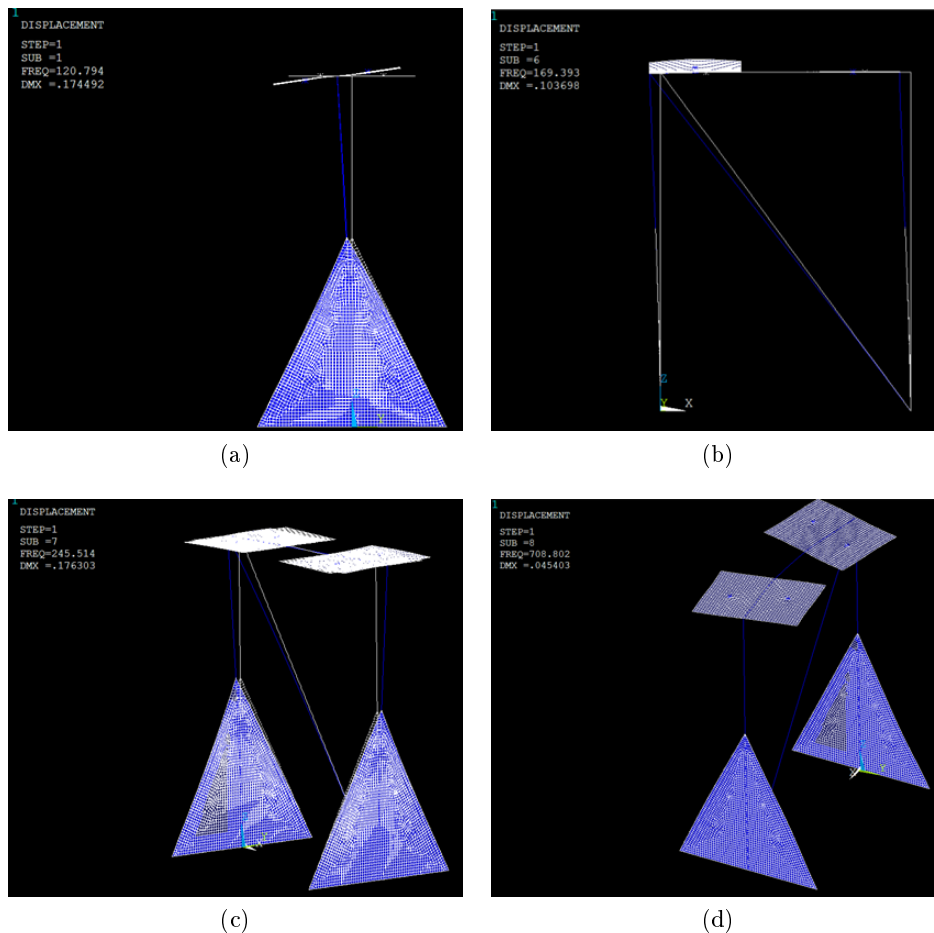 1
DISPLACEMENT
STEP=1
SUB =1
FREQ=120.794
DMX =.174492
Y
(a)
1
DISPLACEMENT
STEP=1
SUB =6
FREQ=169.393
DMX =.103698
Z
Y X
(b)
1
DISPLACEMENT
STEP=1
SUB =7
FREQ=245.514
DMX =.176303
(c)
1
DISPLACEMENT
STEP=1
SUB =8
FREQ=708.802
DMX =.045403
(d)